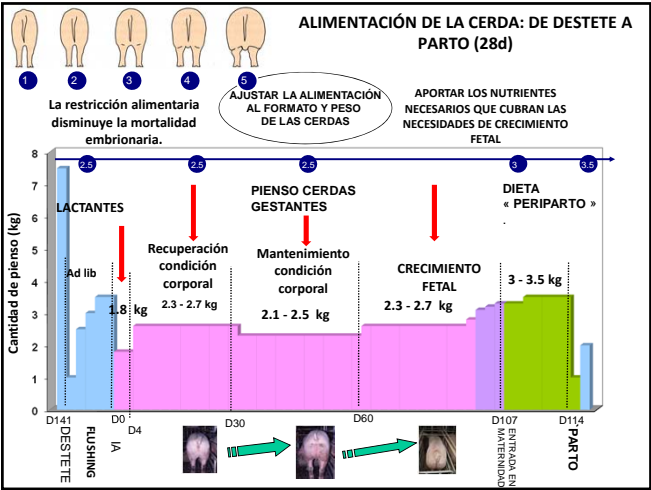 ALIMENTACIÓN DE LA CERDA: DE DESTETE A
PARTO (28d)
1
2
3
4
5
La restricción alimentaria
disminuye la mortalidad
embrionaria.
AJUSTAR LA ALIMENTACIÓN
AL FORMATO Y PESO
DE LAS CERDAS
APORTAR LOS NUTRIENTES
NECESARIOS QUE CUBRAN LAS
NECESIDADES DE CRECIMIENTO
FETAL
2.5
2.5
2.5
3
3.5
Cantidad de pienso (kg)
8
7
6
5
4
3
2
1
0
LACTANTES
PIENSO CERDAS
GESTANTES
DIETA
« PERIPARTO »
.
Ad lib
1.8 kg
Recuperación
condición
corporal
2.3 - 2.7 kg
Mantenimiento
condición
corporal
2.1 - 2.5 kg
CRECIMIENTO
FETAL
2.3 - 2.7 kg
3 - 3.5 kg
D141
DESTETE
FLUSHING
D0
IA
D4
D30
D60
D107
ENTRADA EN
MATERNIDAD
D114
PARTO